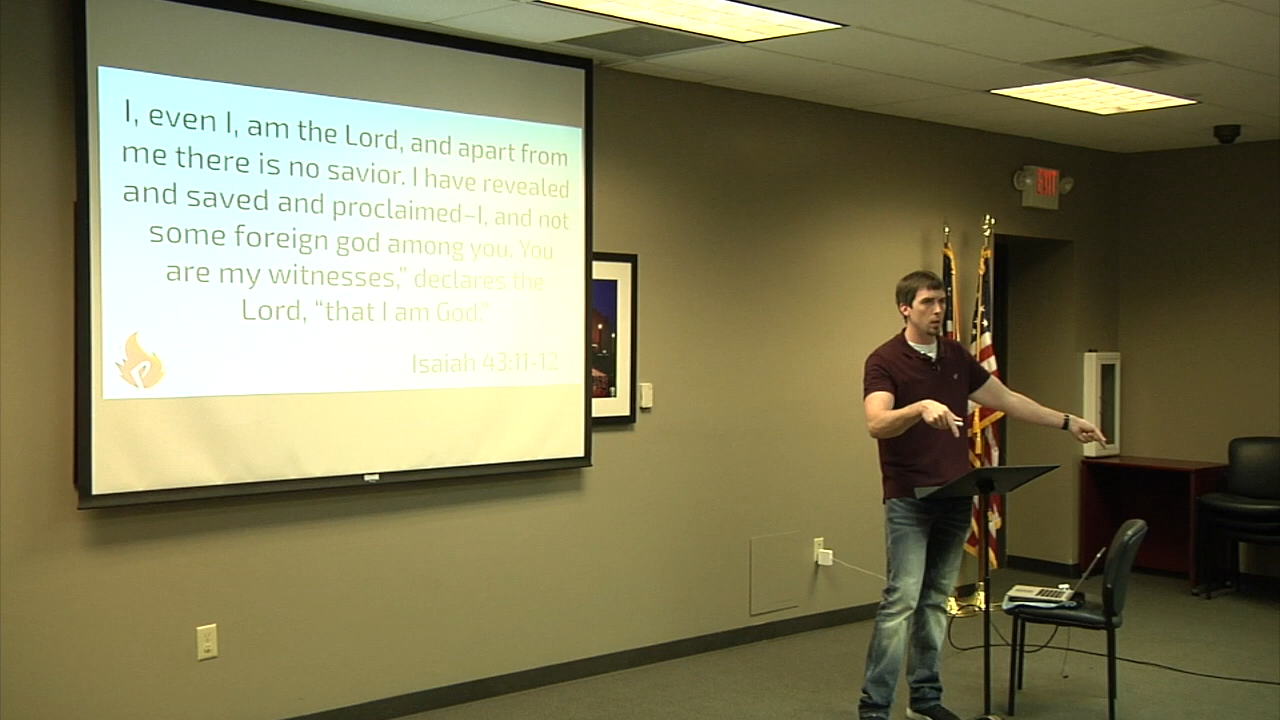 I, even I, am the Lord, and apart from
me there is no savior. I have revealed
and saved and proclaimed–I, and not
some foreign god among you. You
are my witnesses,” declares the
Lord, “that I am God.”
Isaiah 43:11-12
EXIT